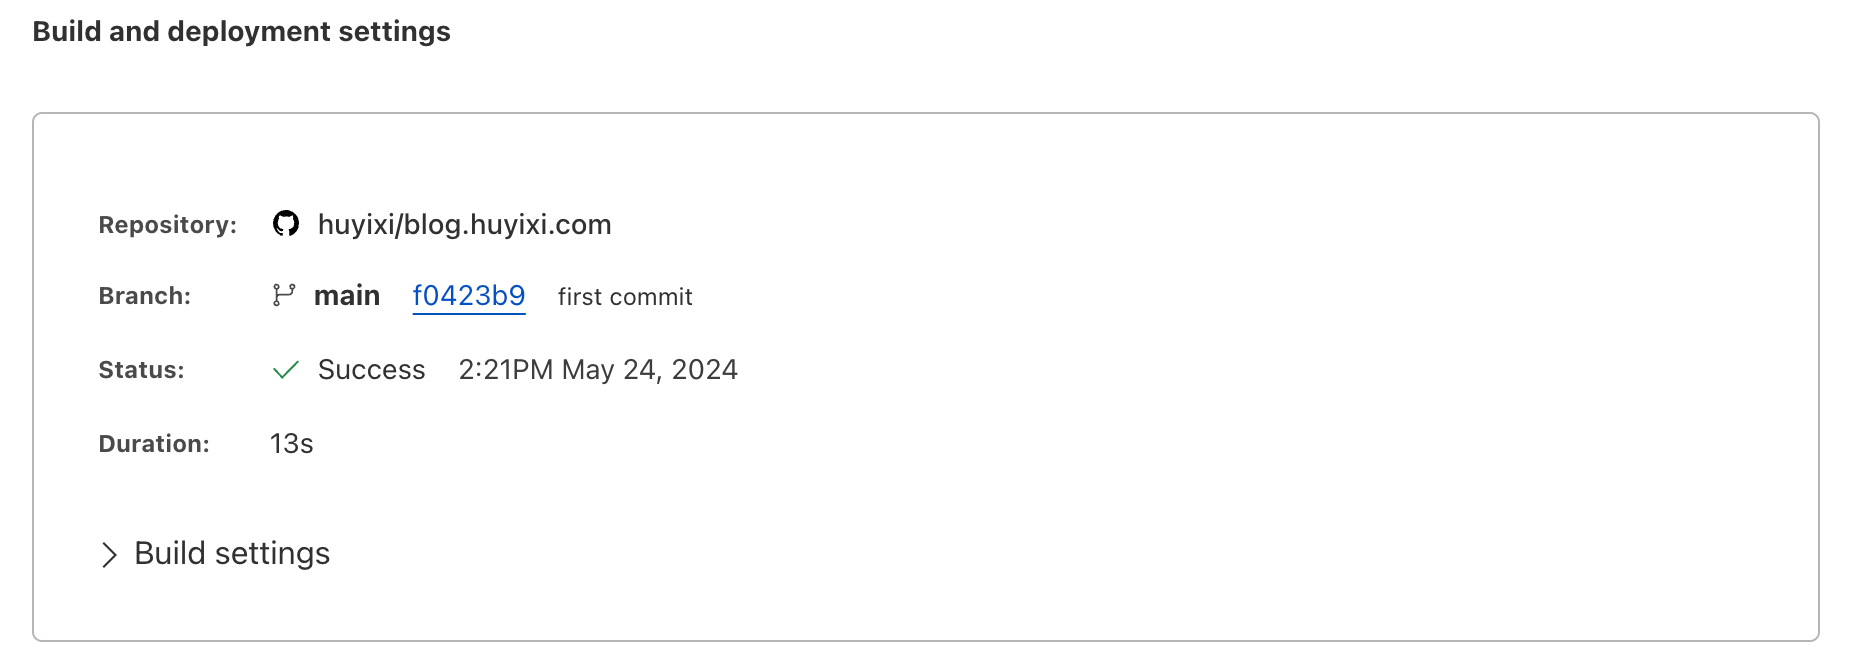 Build and deployment settings
Repository: huyixi/blog.huyixi.com
Branch: main f0423b9 first commit
Status: Success 2:21PM May 24, 2024
Duration: 13s
Build settings